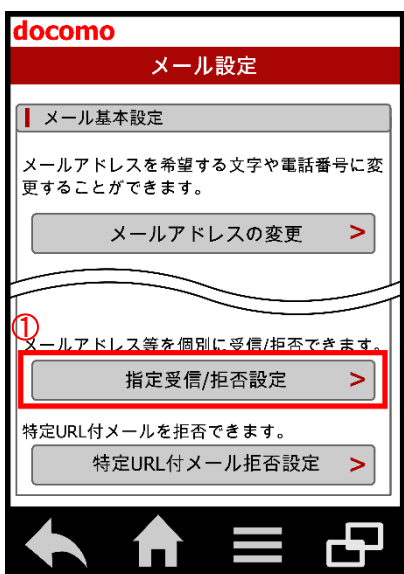 docomo
メール設定
メール基本設定
メールアドレスを希望する文字や電話番号に変
更することができます。
メールアドレスの変更 >
①
メールアドレス等を個別に受信/拒否できます。
指定受信/拒否設定 >
特定URL付メールを拒否できます。
特定URL付メール拒否設定 >